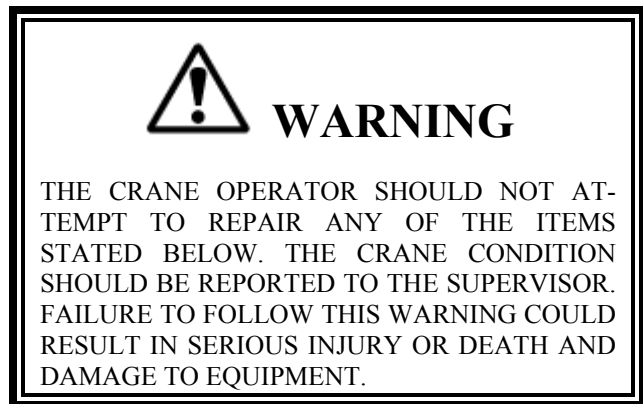 WARNING
THE CRANE OPERATOR SHOULD NOT AT-
TEMPT TO REPAIR ANY OF THE ITEMS
STATED BELOW. THE CRANE CONDITION
SHOULD BE REPORTED TO THE SUPERVISOR.
FAILURE TO FOLLOW THIS WARNING COULD
RESULT IN SERIOUS INJURY OR DEATH AND
DAMAGE TO EQUIPMENT.